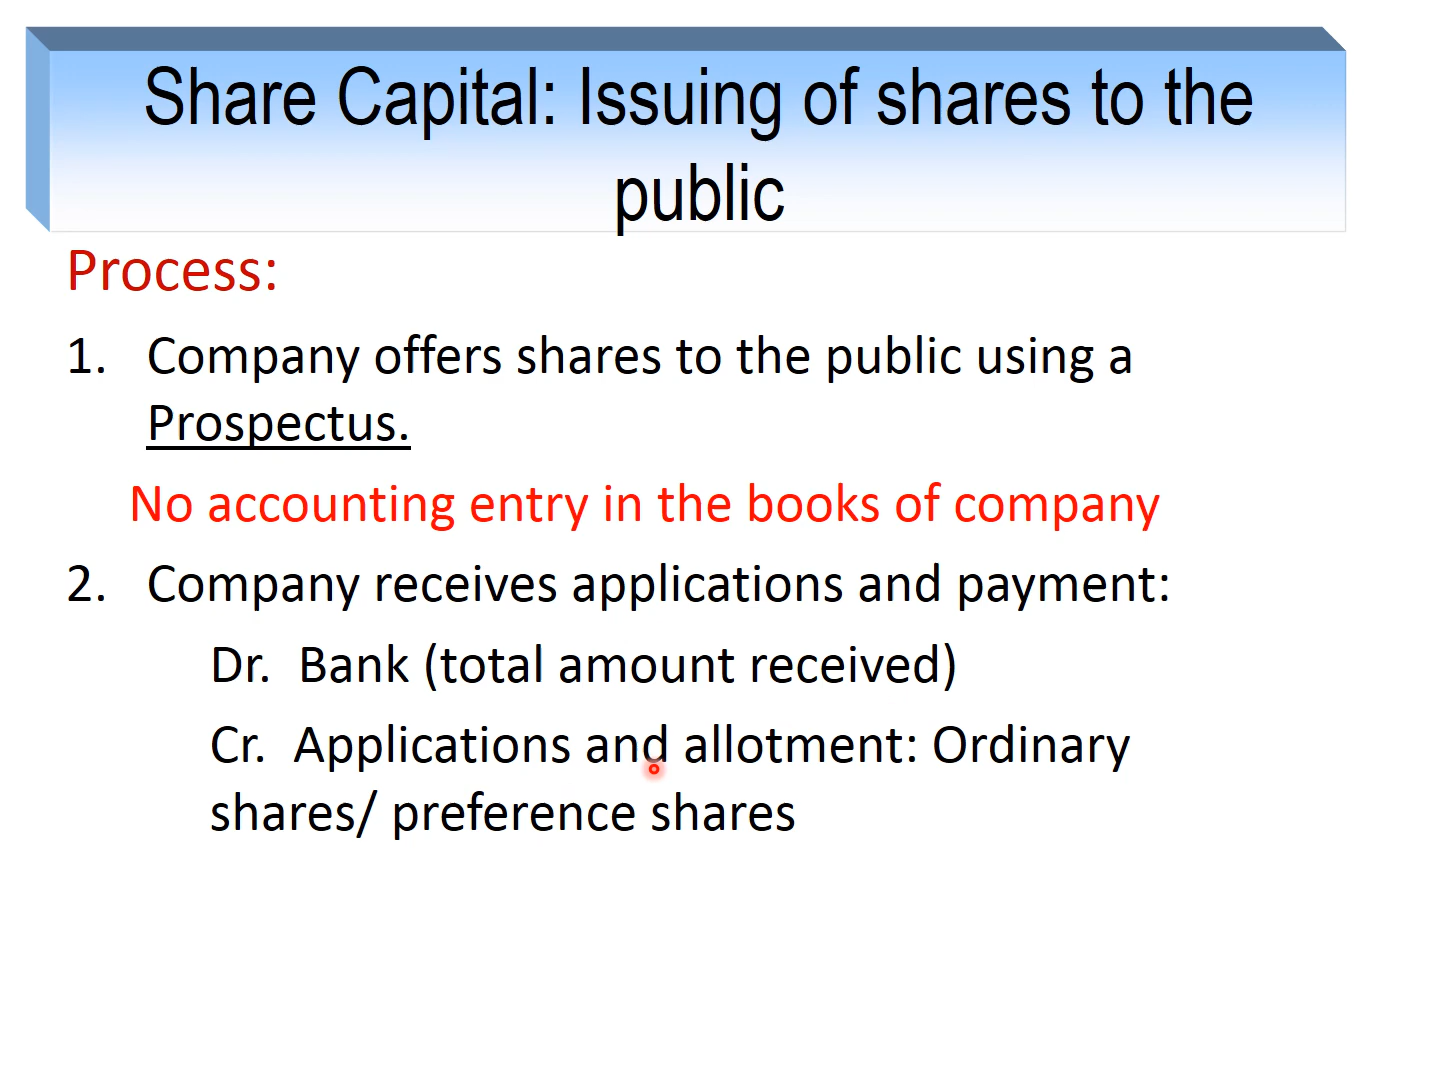 Share Capital: Issuing of shares to the
public
Process:
1. Company offers shares to the public using a
Prospectus.
No accounting entry in the books of company
2. Company receives applications and payment:
Dr. Bank (total amount received)
Cr. Applications and allotment: Ordinary
shares/ preference shares